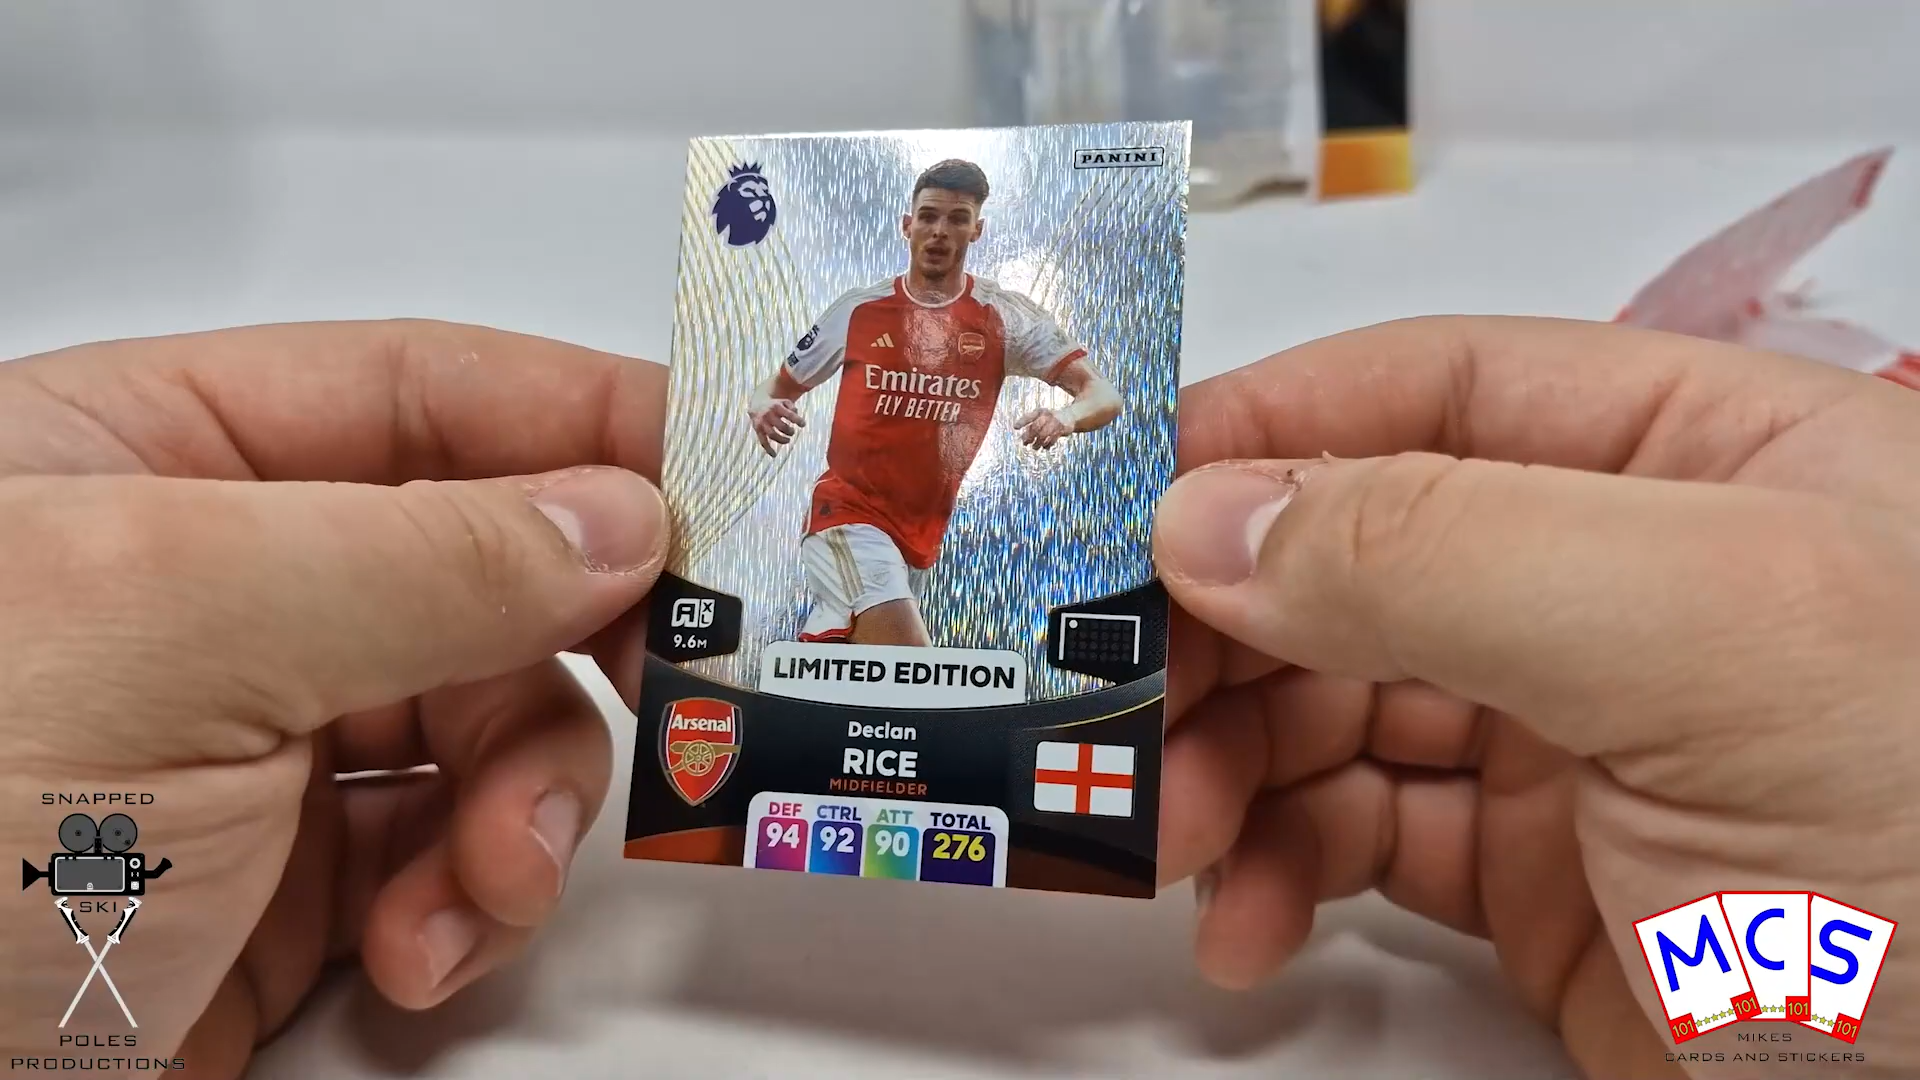 PANINI
Emirates
FLY BETTER
A XL
9.6M
LIMITED EDITION
Arsenal
Declan
RICE
MIDFIELDER
DEF CTRL ATT TOTAL
94 92 90 276
SNAPPED
SKI
POLES
PRODUCTIONS
MCS
101 101 101 101
MIKES
CARDS AND STICKERS